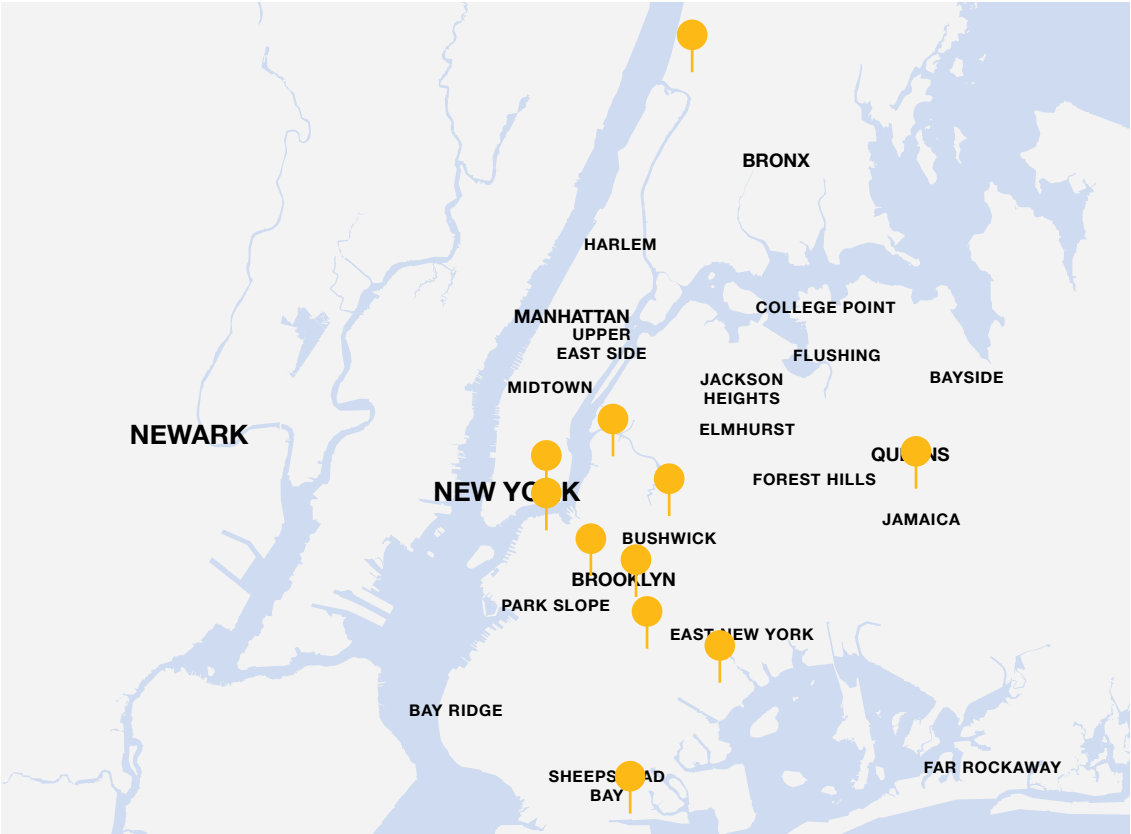 BRONX
HARLEM
COLLEGE POINT
MANHATTAN
UPPER
EAST SIDE
FLUSHING
BAYSIDE
JACKSON
HEIGHTS
MIDTOWN
ELMHURST
NEWARK
QUEENS
FOREST HILLS
NEW YORK
JAMAICA
BUSHWICK
BROOKLYN
PARK SLOPE
EAST NEW YORK
BAY RIDGE
FAR ROCKAWAY
SHEEPSHEAD
BAY